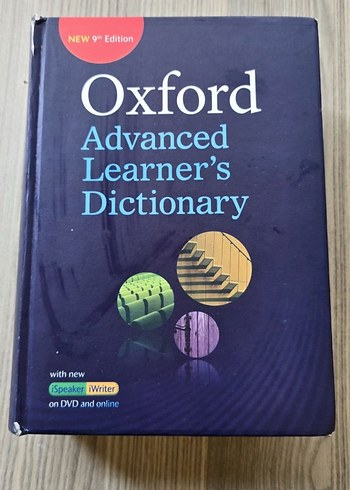 NEW 9th Edition
Oxford
Advanced
Learner's
Dictionary
with new
iSpeaker iWriter
on DVD and online